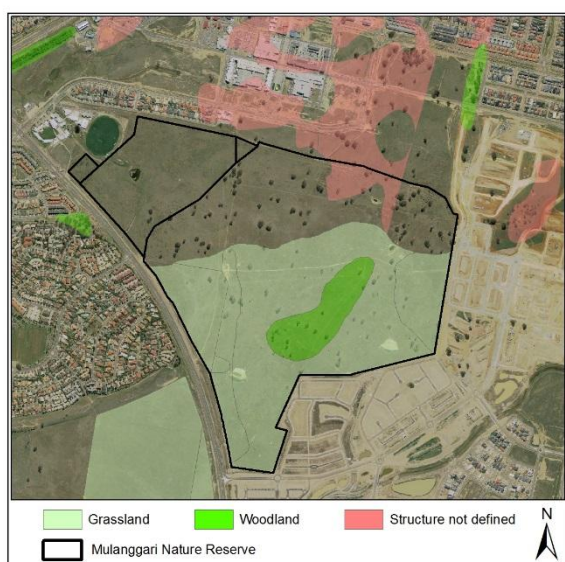 Grassland Woodland Structure not defined N
Mulanggari Nature Reserve